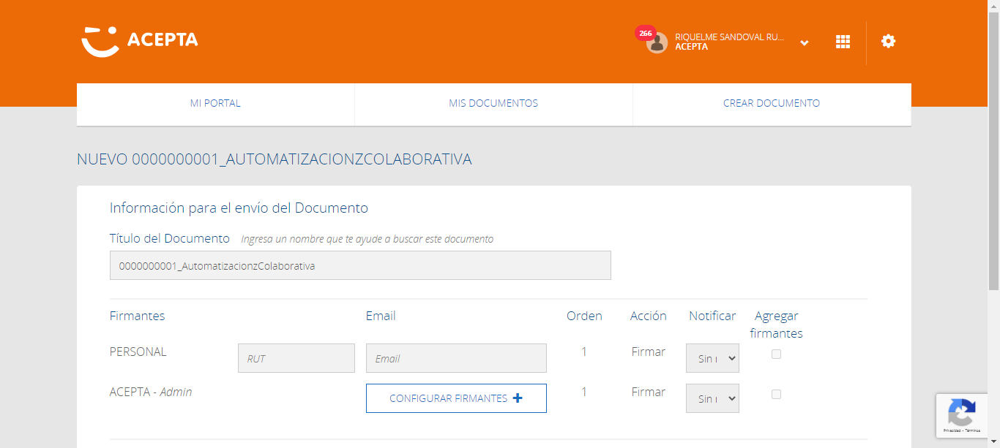 ACEPTA
266
RIQUELME SANDOVAL RU...
ACEPTA
MI PORTAL
MIS DOCUMENTOS
CREAR DOCUMENTO
NUEVO 0000000001_AUTOMATIZACIONZCOLABORATIVA
Información para el envío del Documento
Título del Documento Ingresa un nombre que te ayude a buscar este documento
0000000001_AutomatizacionzColaborativa
Firmantes Email Orden Acción Notificar Agregar firmantes
PERSONAL RUT Email 1 Firmar Sin
ACEPTA - Admin CONFIGURAR FIRMANTES 1 Firmar Sin
Privacidad - Términos